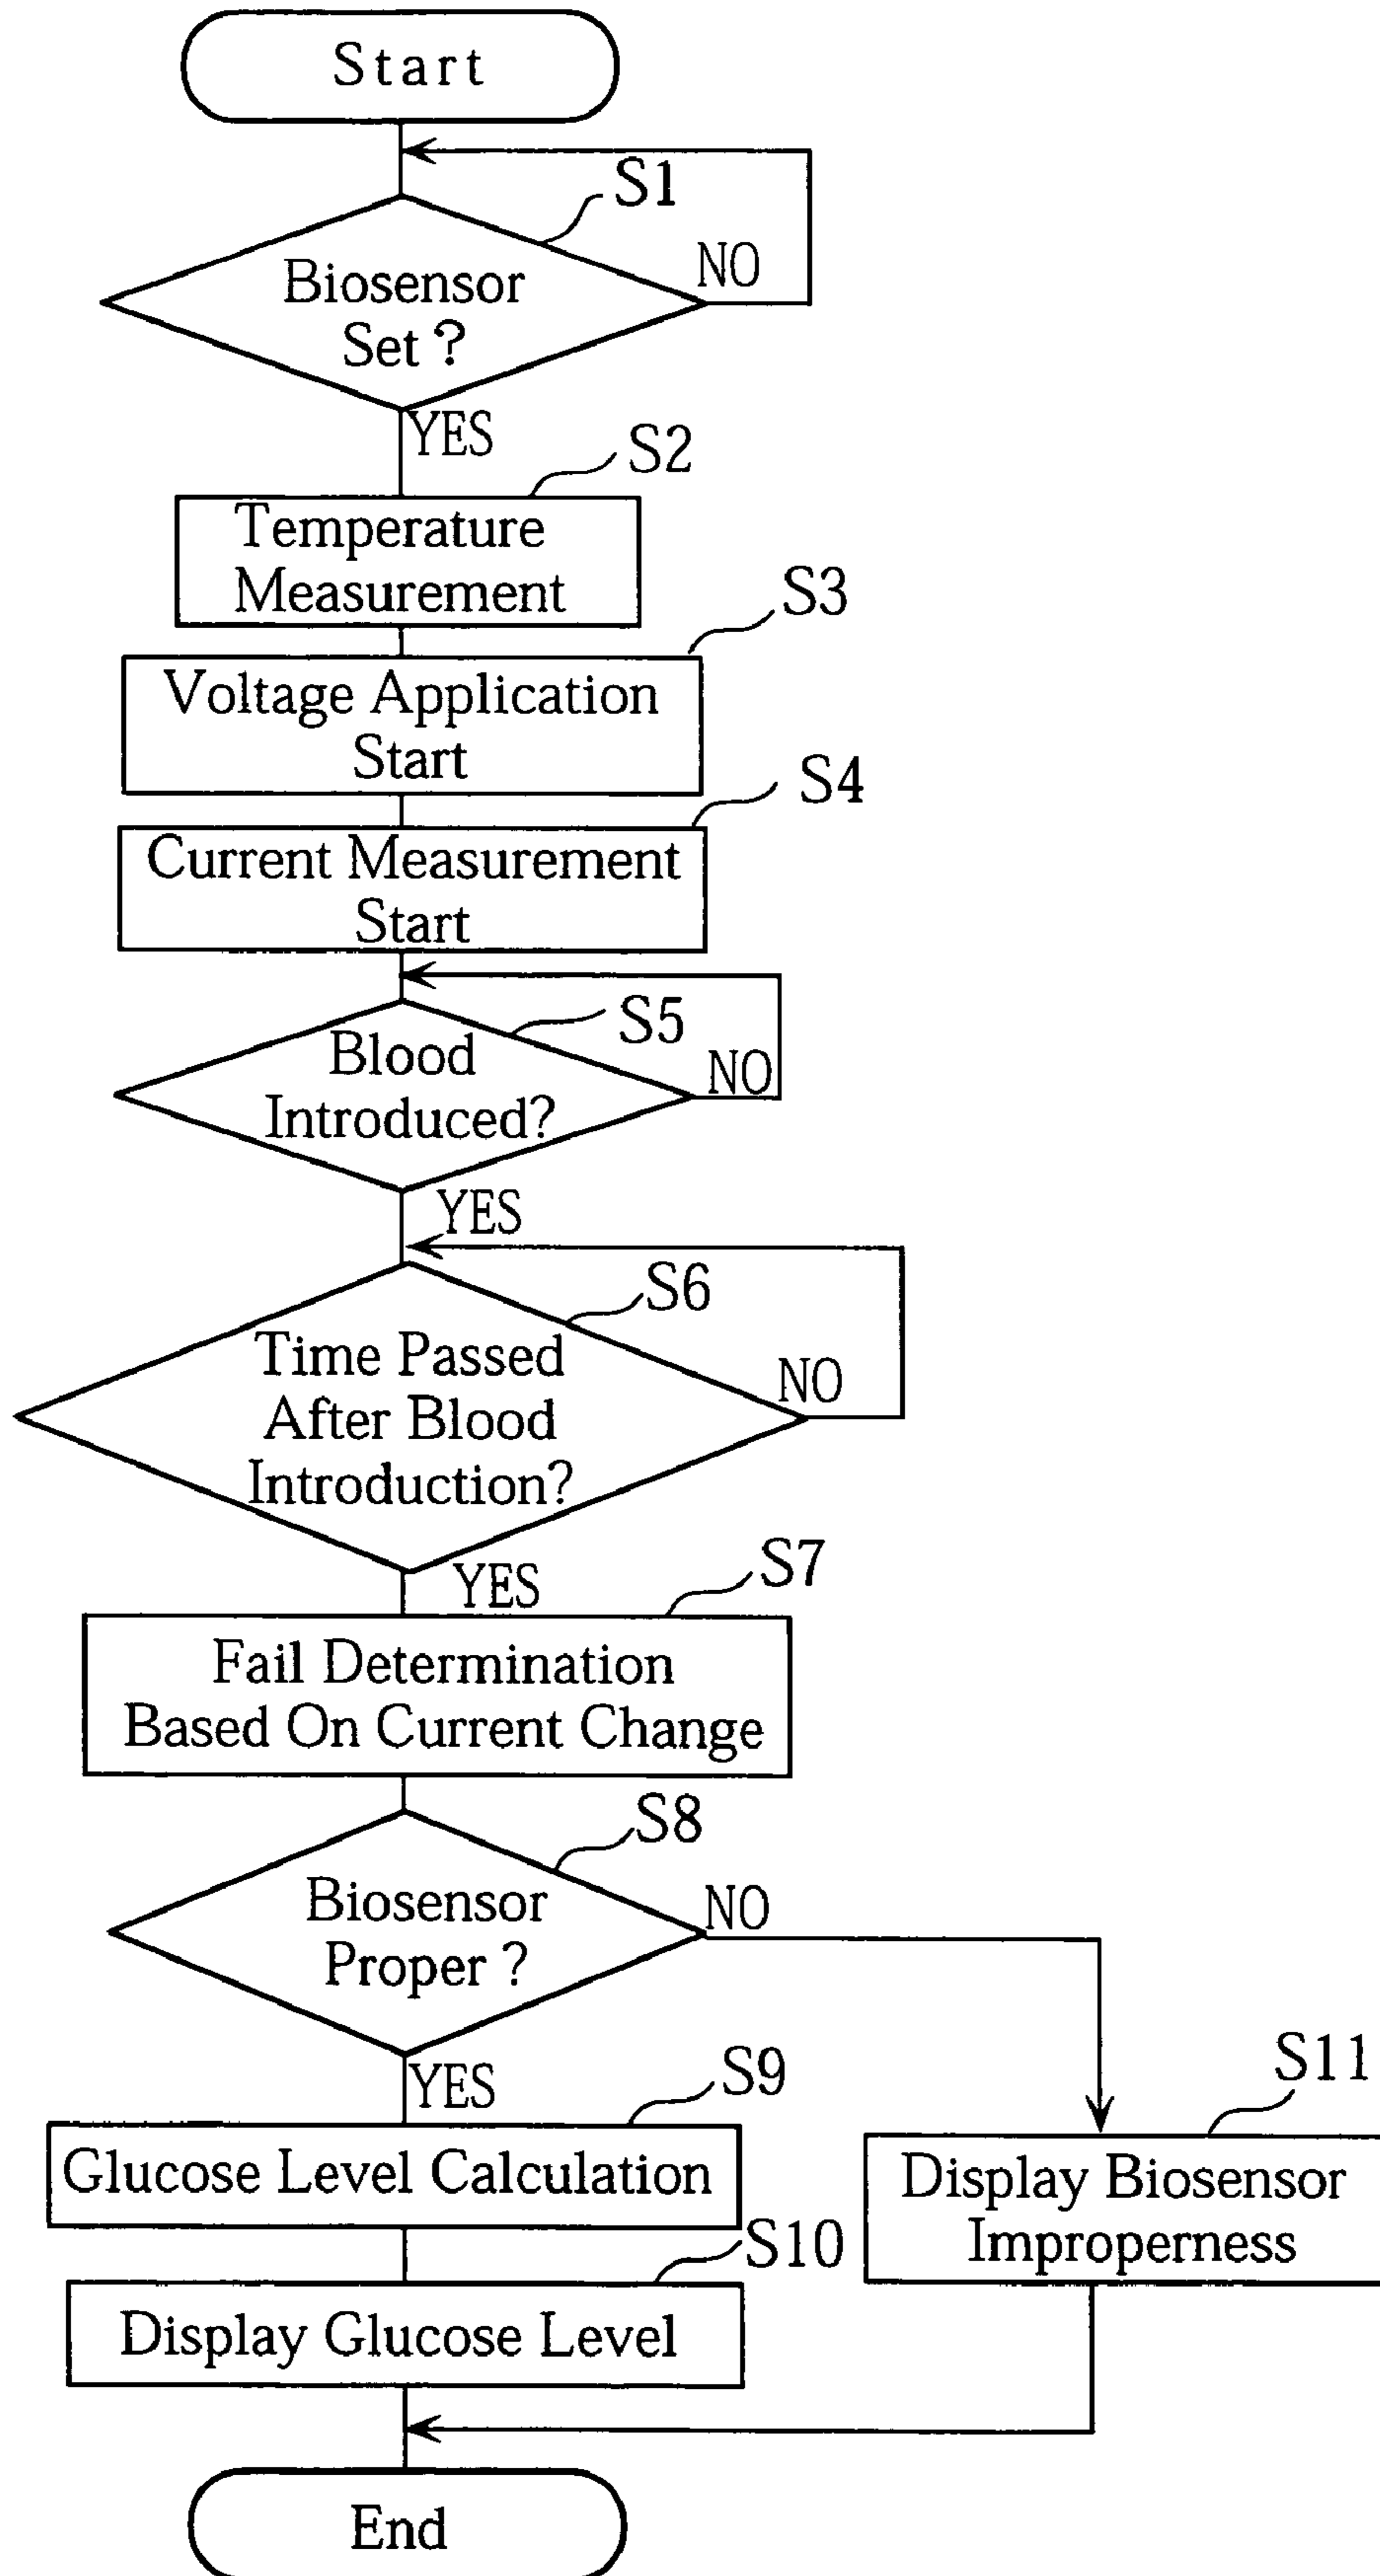 Start
S1
NO
Biosensor
Set ?
YES
S2
Temperature
Measurement
S3
Voltage Application
Start
S4
Current Measurement
Start
S5
Blood
NO
Introduced?
YES
S6
Time Passed
NO
After Blood
Introduction?
YES
S7
Fail Determination
Based On Current Change
S8
Biosensor
NO
Proper ?
YES
S9
S11
Glucose Level Calculation
Display Biosensor
Improperness
S10
Display Glucose Level
End